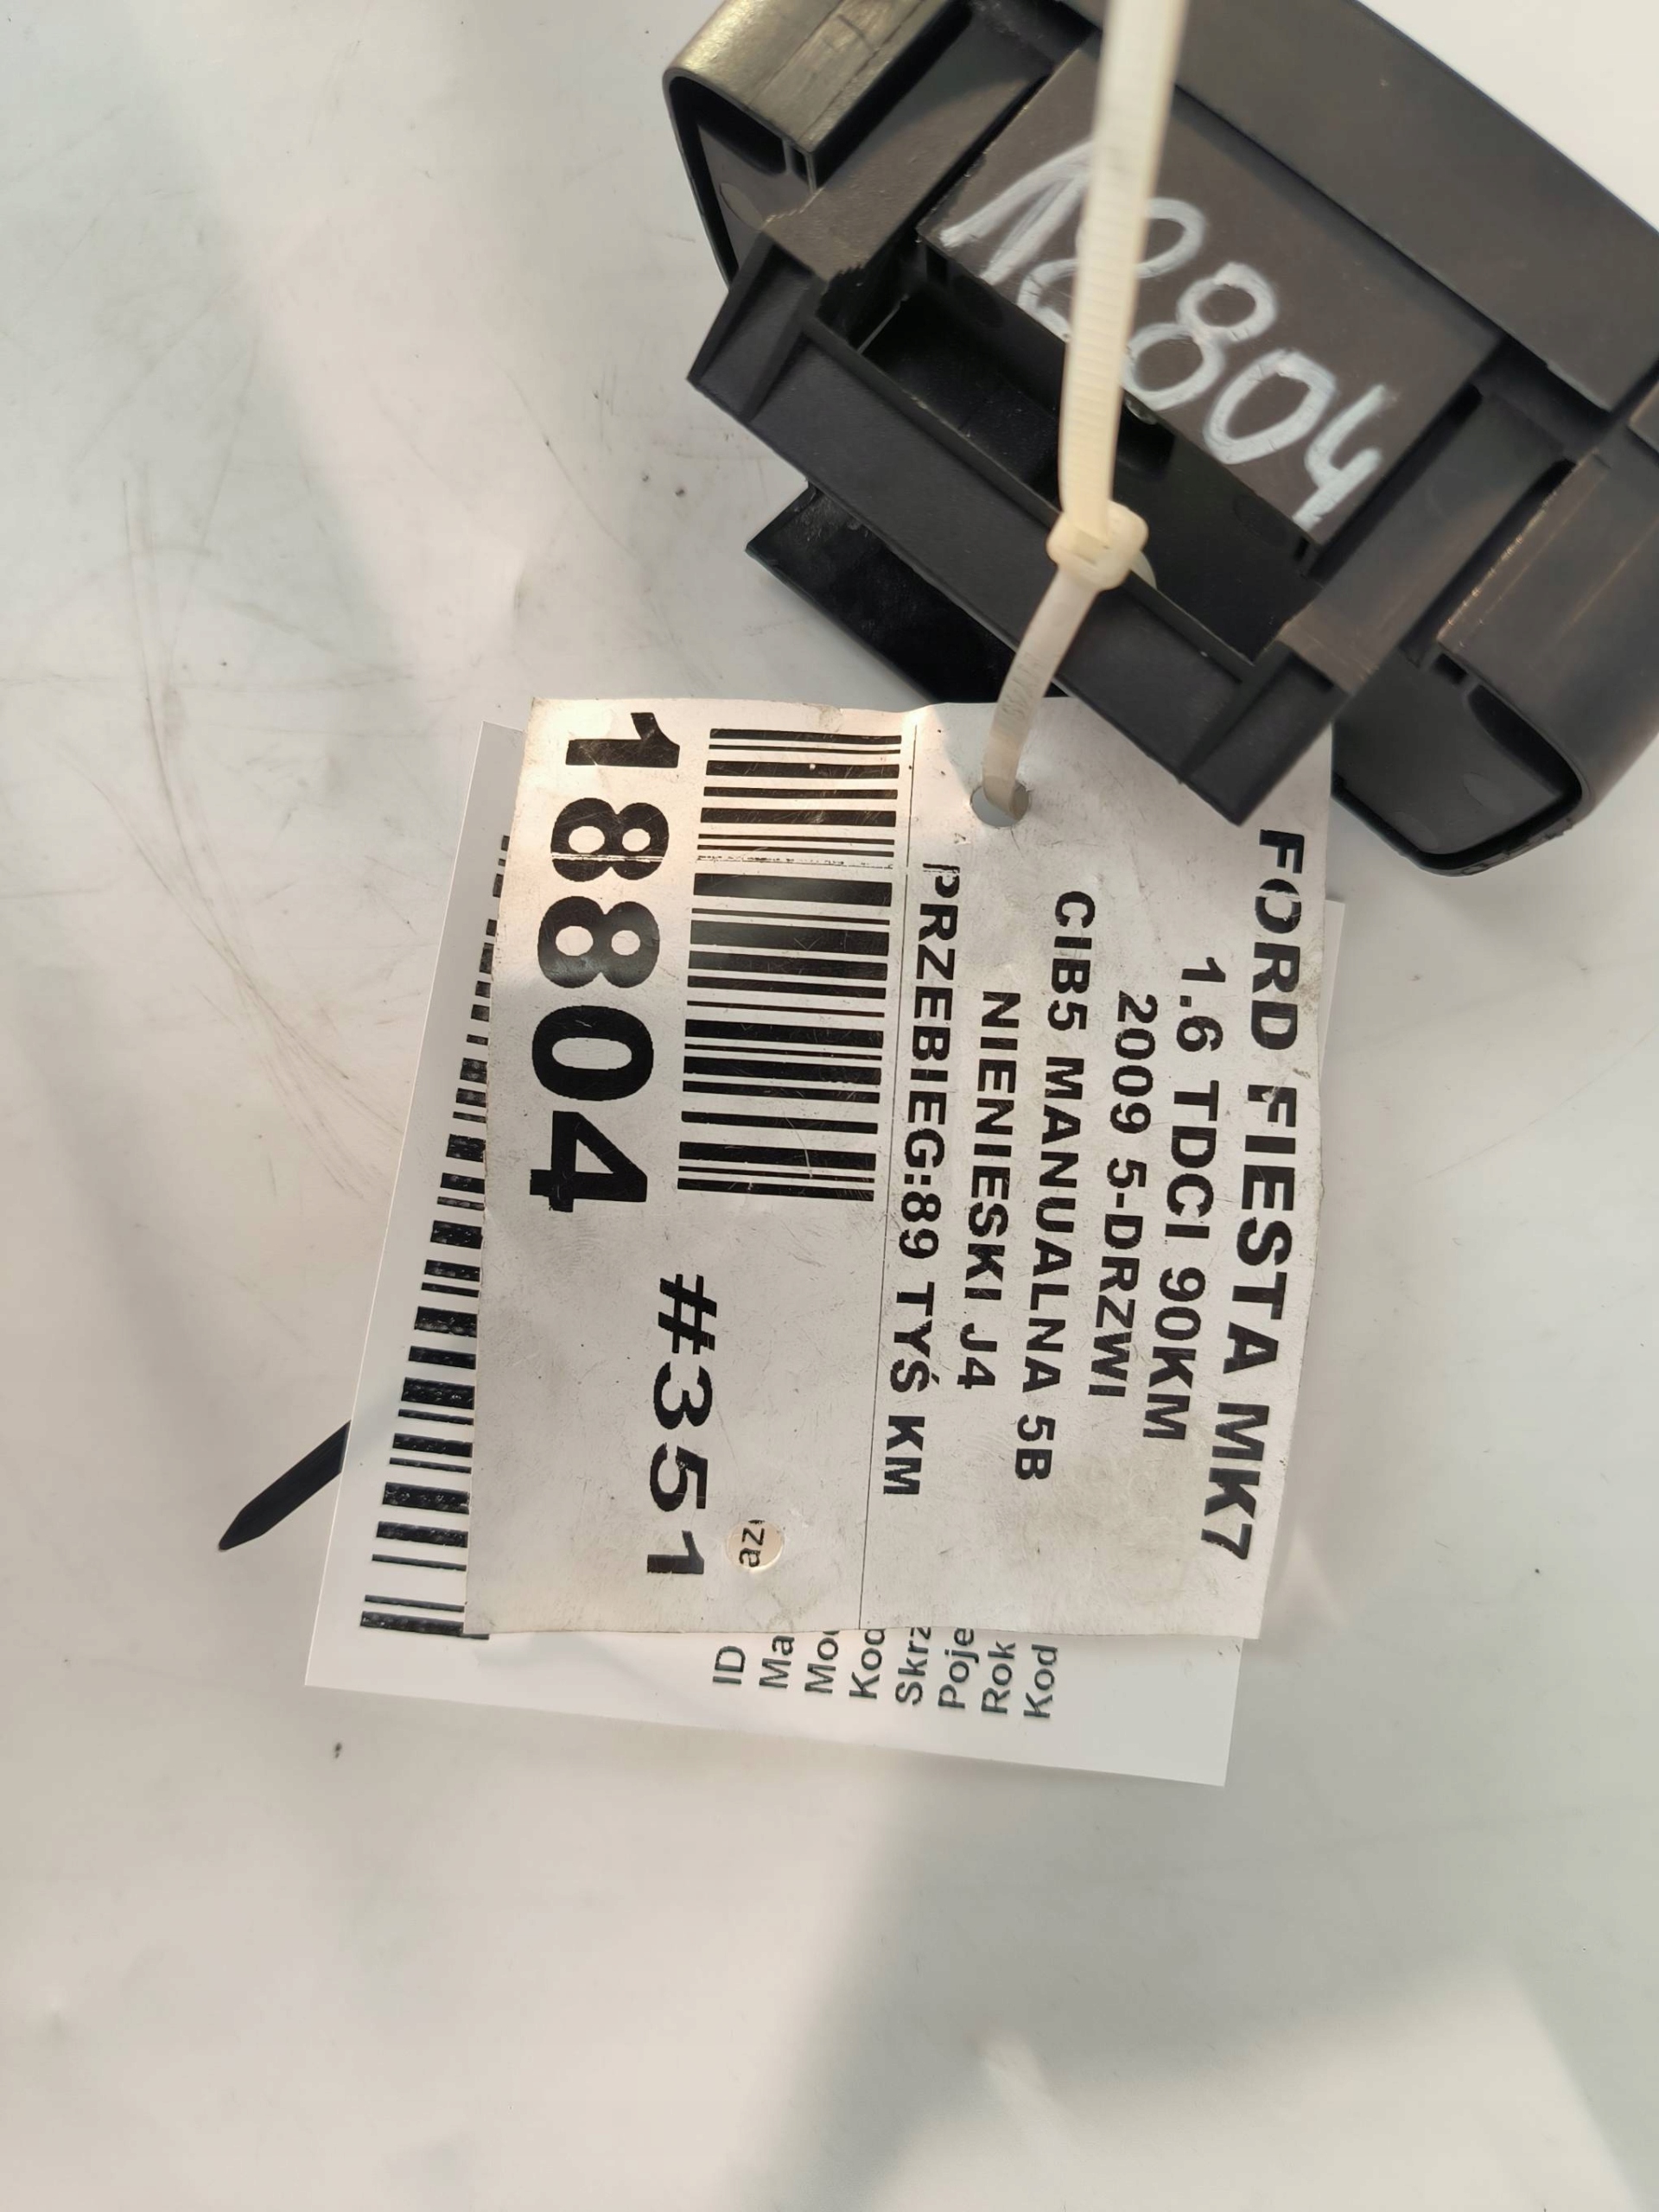 18804
FORD FIESTA MK7
1.6 TDCI 90KM
2009 5-DRZWI
CIB5 MANUALNA 5B
NIENIESKI J4
PRZEBIEG:89 TYŚ KM
18804
#351
az
ID
Ma
Mo
Kod
Skrz
Poje
Rok
Kod